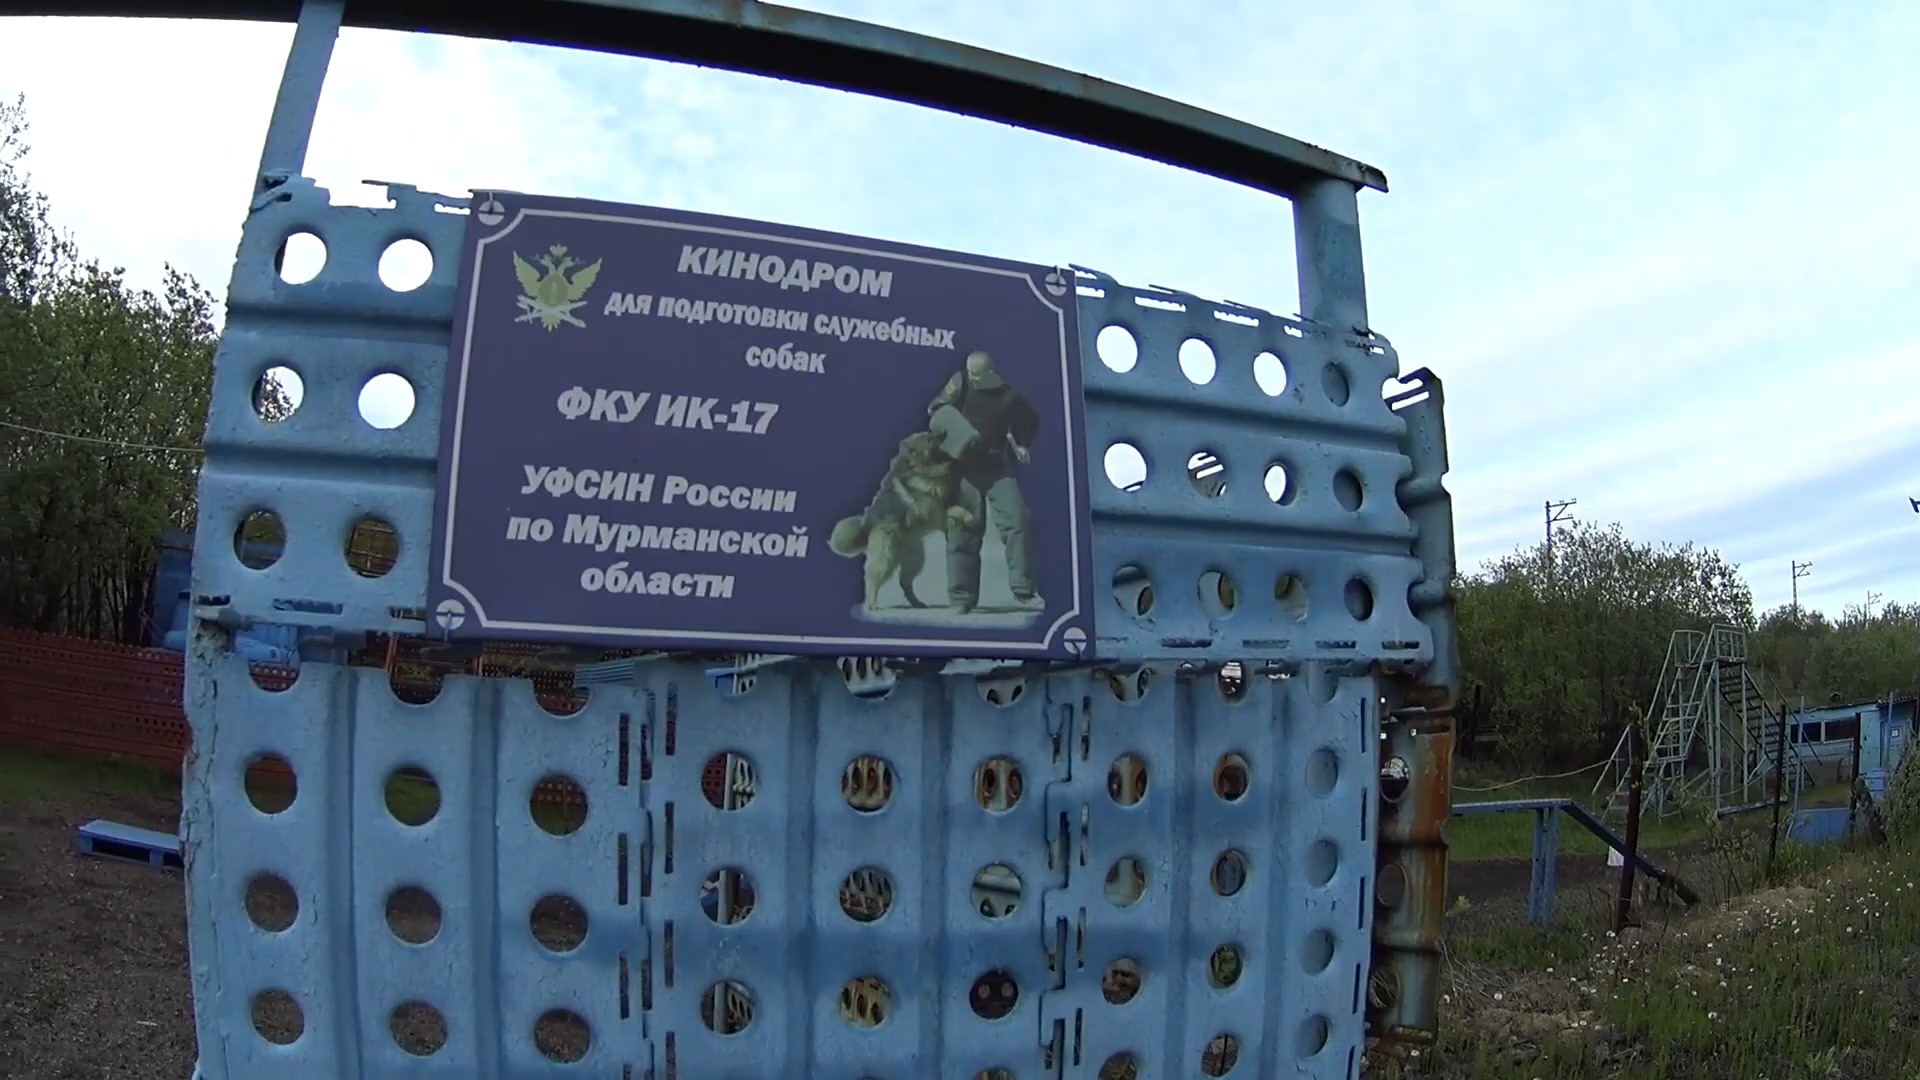 КИНОДРОМ
для подготовки служебных
собак
ФКУ ИК-17
УФСИН России
по Мурманской
области